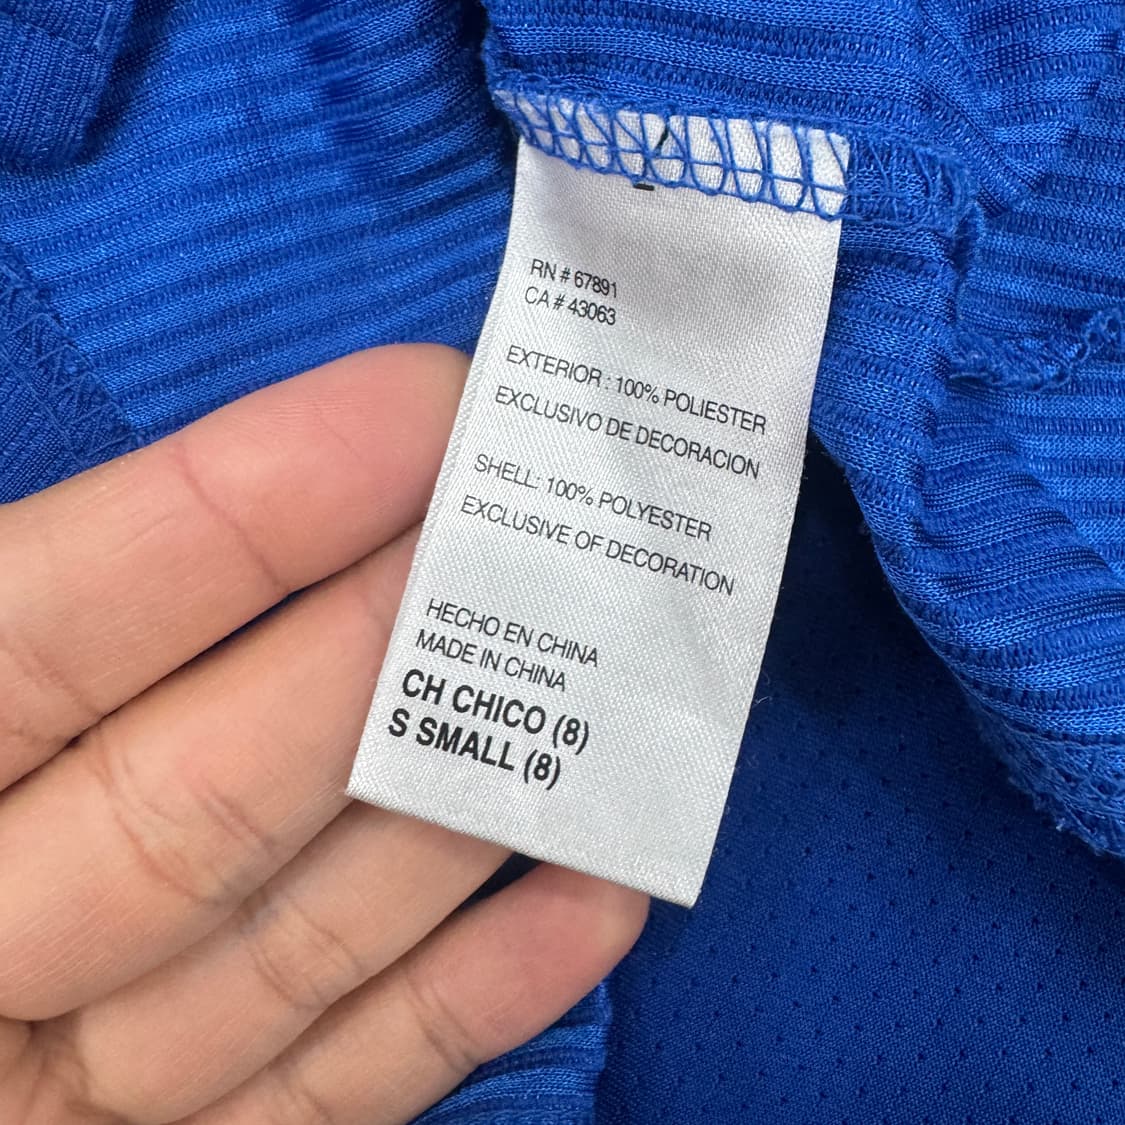 RN # 67891
CA # 43063
EXTERIOR : 100% POLIESTER
EXCLUSIVO DE DECORACION
SHELL: 100% POLYESTER
EXCLUSIVE OF DECORATION
HECHO EN CHINA
MADE IN CHINA
CH CHICO (8)
S SMALL (8)